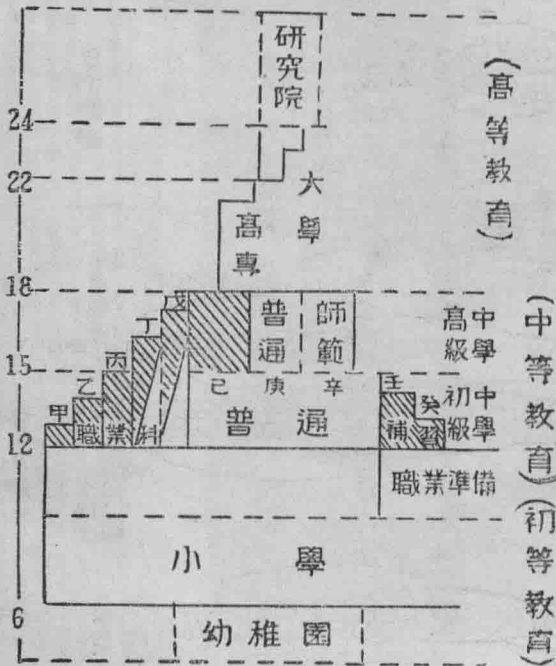 研究院
(高等教育)
24
大學
22
高專
18
戊
丁
普通
師範
高級中學
(中等教育)
15
丙
己
庚
辛
壬
乙
癸
甲
職業科
普通
補習
初級中學
12
職業準備
(初等教育)
小學
6
幼稚園